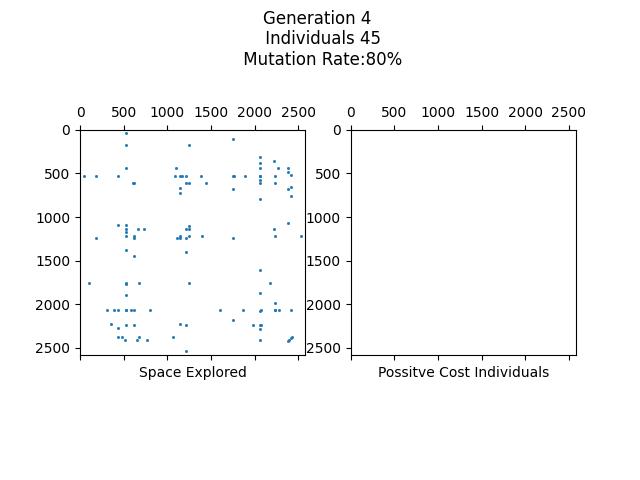 Generation 4
Individuals 45
Mutation Rate:80%
0 500 1000 1500 2000 2500
0 500 1000 1500 2000 2500
0
500
1000
1500
2000
2500
0
500
1000
1500
2000
2500
Space Explored
Possitve Cost Individuals